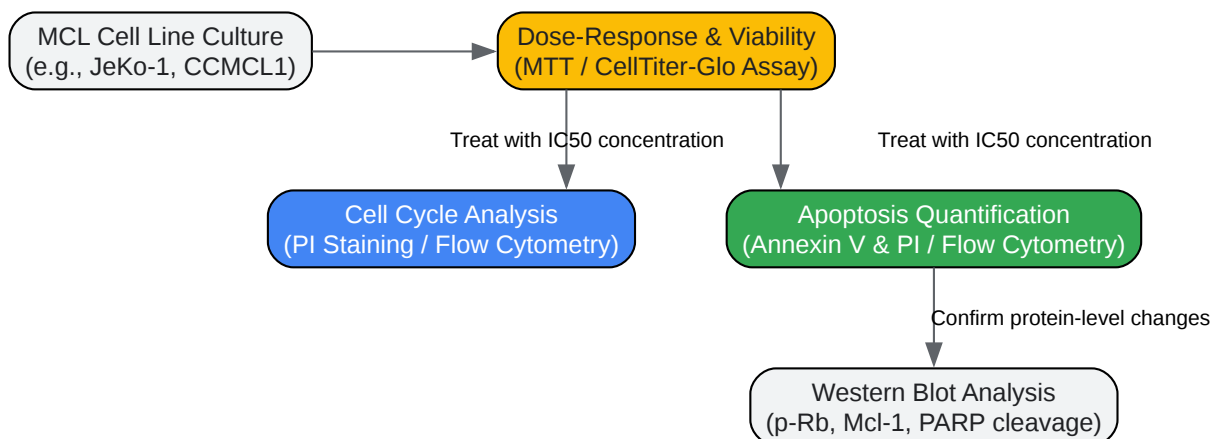 MCL Cell Line Culture
(e.g., JeKo-1, CCMCL1)
Dose-Response & Viability
(MTT / CellTiter-Glo Assay)
Treat with IC50 concentration
Treat with IC50 concentration
Cell Cycle Analysis
(PI Staining / Flow Cytometry)
Apoptosis Quantification
(Annexin V & PI / Flow Cytometry)
Confirm protein-level changes
Western Blot Analysis
(p-Rb, Mcl-1, PARP cleavage)